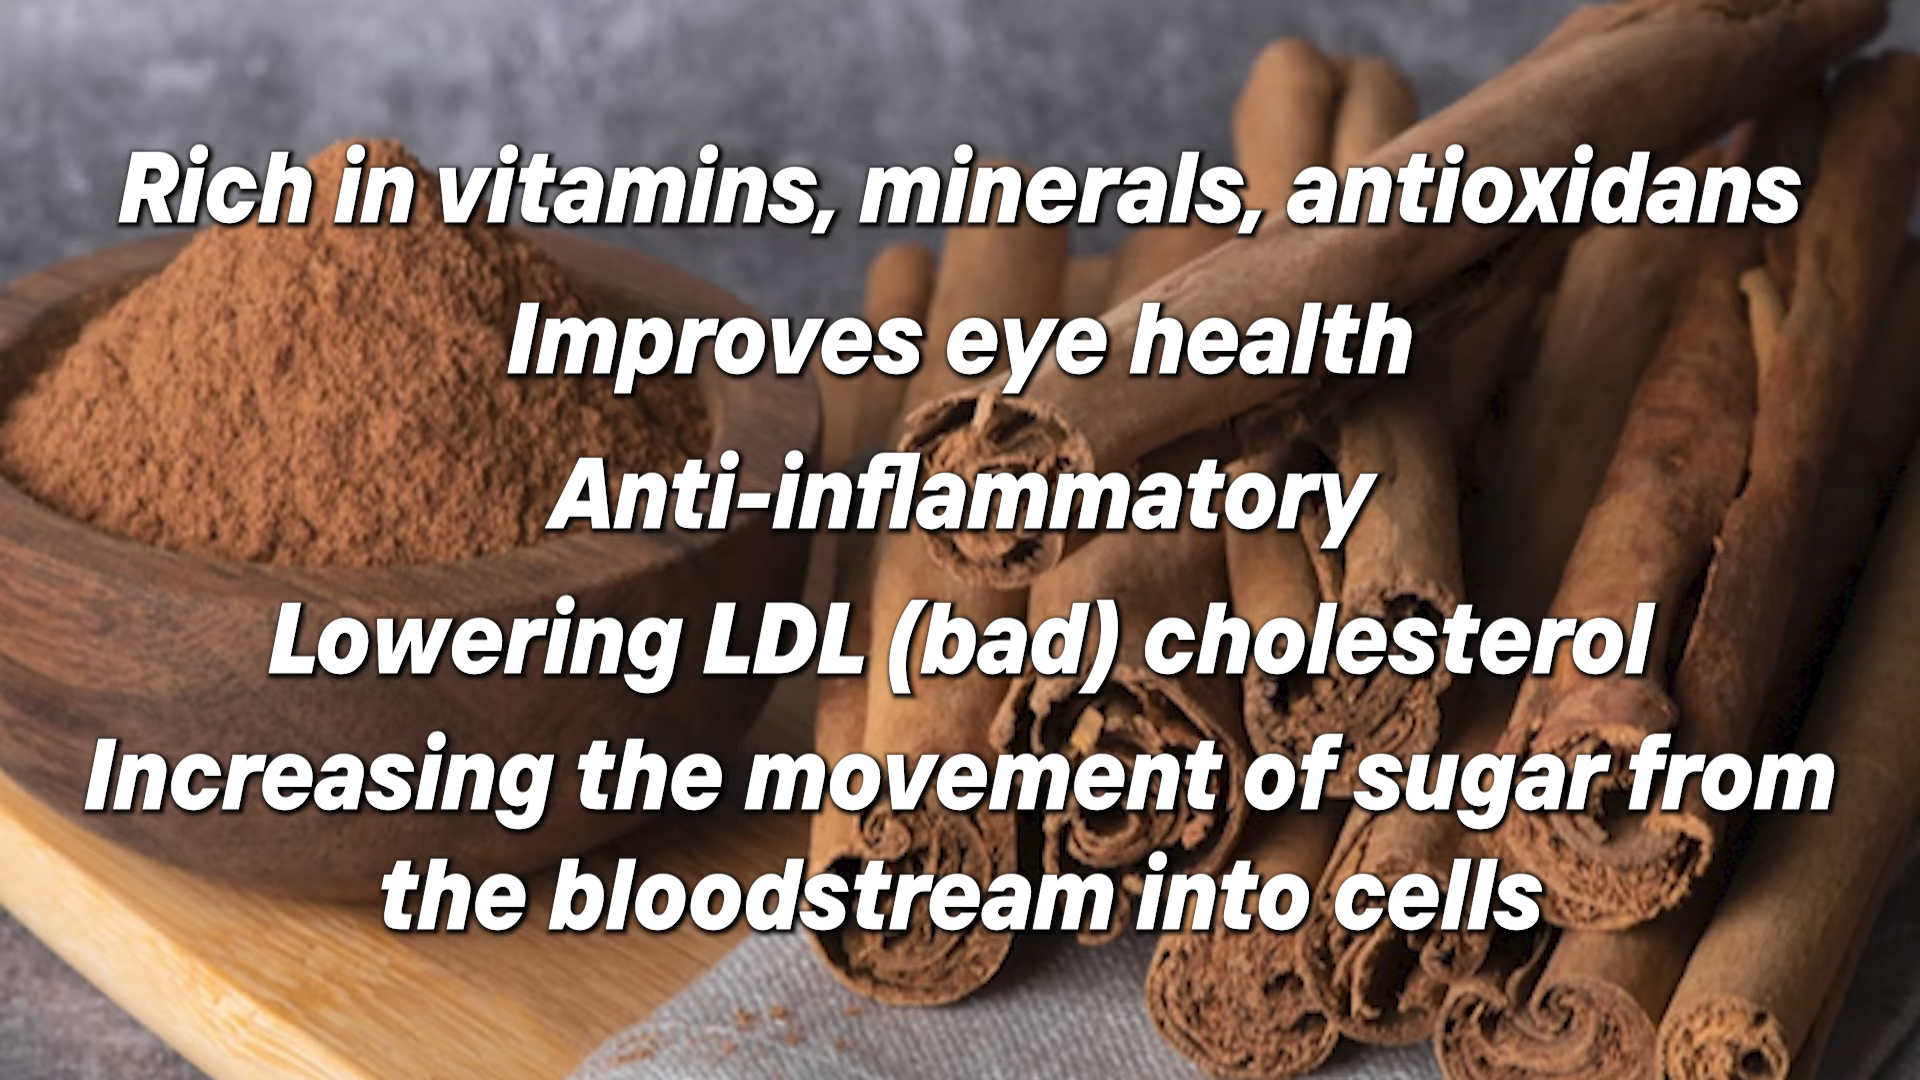 Rich in vitamins, minerals, antioxidans
Improves eye health
Anti-inflammatory
Lowering LDL (bad) cholesterol
Increasing the movement of sugar from
the bloodstream into cells